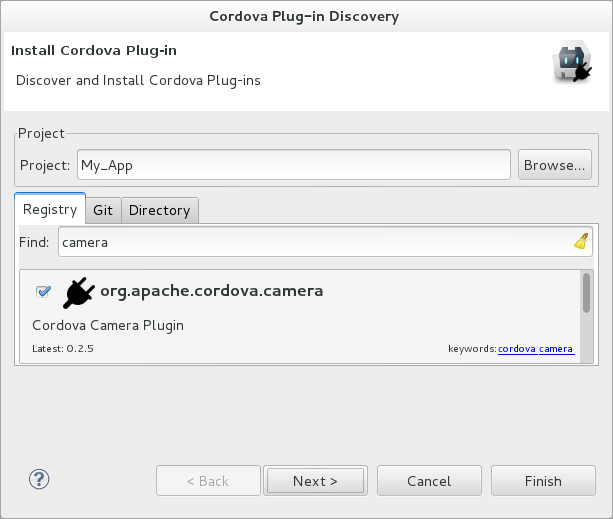 Cordova Plug-in Discovery
Install Cordova Plug-in
Discover and Install Cordova Plug-ins
Project
Project: My_App Browse...
Registry Git Directory
Find: camera
org.apache.cordova.camera
Cordova Camera Plugin
Latest: 0.2.5 keywords:cordova camera
? < Back Next > Cancel Finish